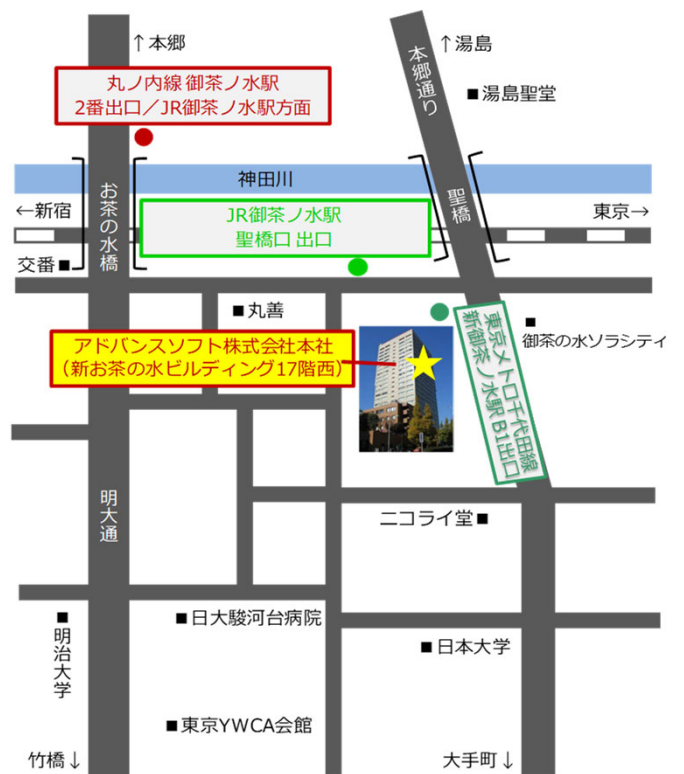 ↑本郷
↑湯島
本郷通り
■湯島聖堂
丸ノ内線 御茶ノ水駅
2番出口／JR御茶ノ水駅方面
神田川
お茶の水橋
聖橋
←新宿
東京→
JR御茶ノ水駅
聖橋口 出口
交番■
■丸善
東京メトロ千代田線
新御茶ノ水駅 B1出口
■
御茶の水ソラシティ
アドバンスソフト株式会社本社
（新お茶の水ビルディング17階西）
明大通
ニコライ堂■
■
明治大学
■日大駿河台病院
■日本大学
■東京YWCA会館
竹橋↓
大手町↓